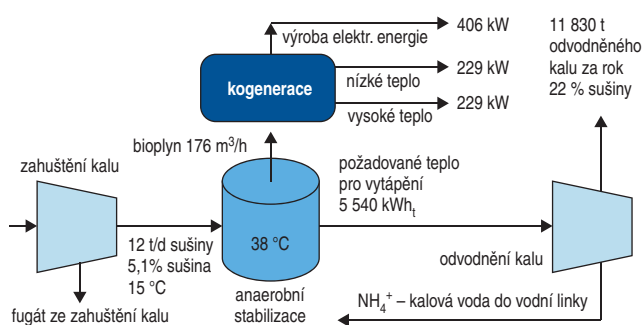 406 kW
výroba elektr. energie
11 830 t
odvodněného
kalu za rok
22 % sušiny
kogenerace
229 kW
nízké teplo
229 kW
vysoké teplo
bioplyn 176 m³/h
zahuštění kalu
požadované teplo
pro vytápění
5 540 kWhₜ
38 °C
12 t/d sušiny
5,1% sušina
15 °C
odvodnění kalu
anaerobní
stabilizace
fugát ze zahuštění kalu
NH₄⁺ – kalová voda do vodní linky